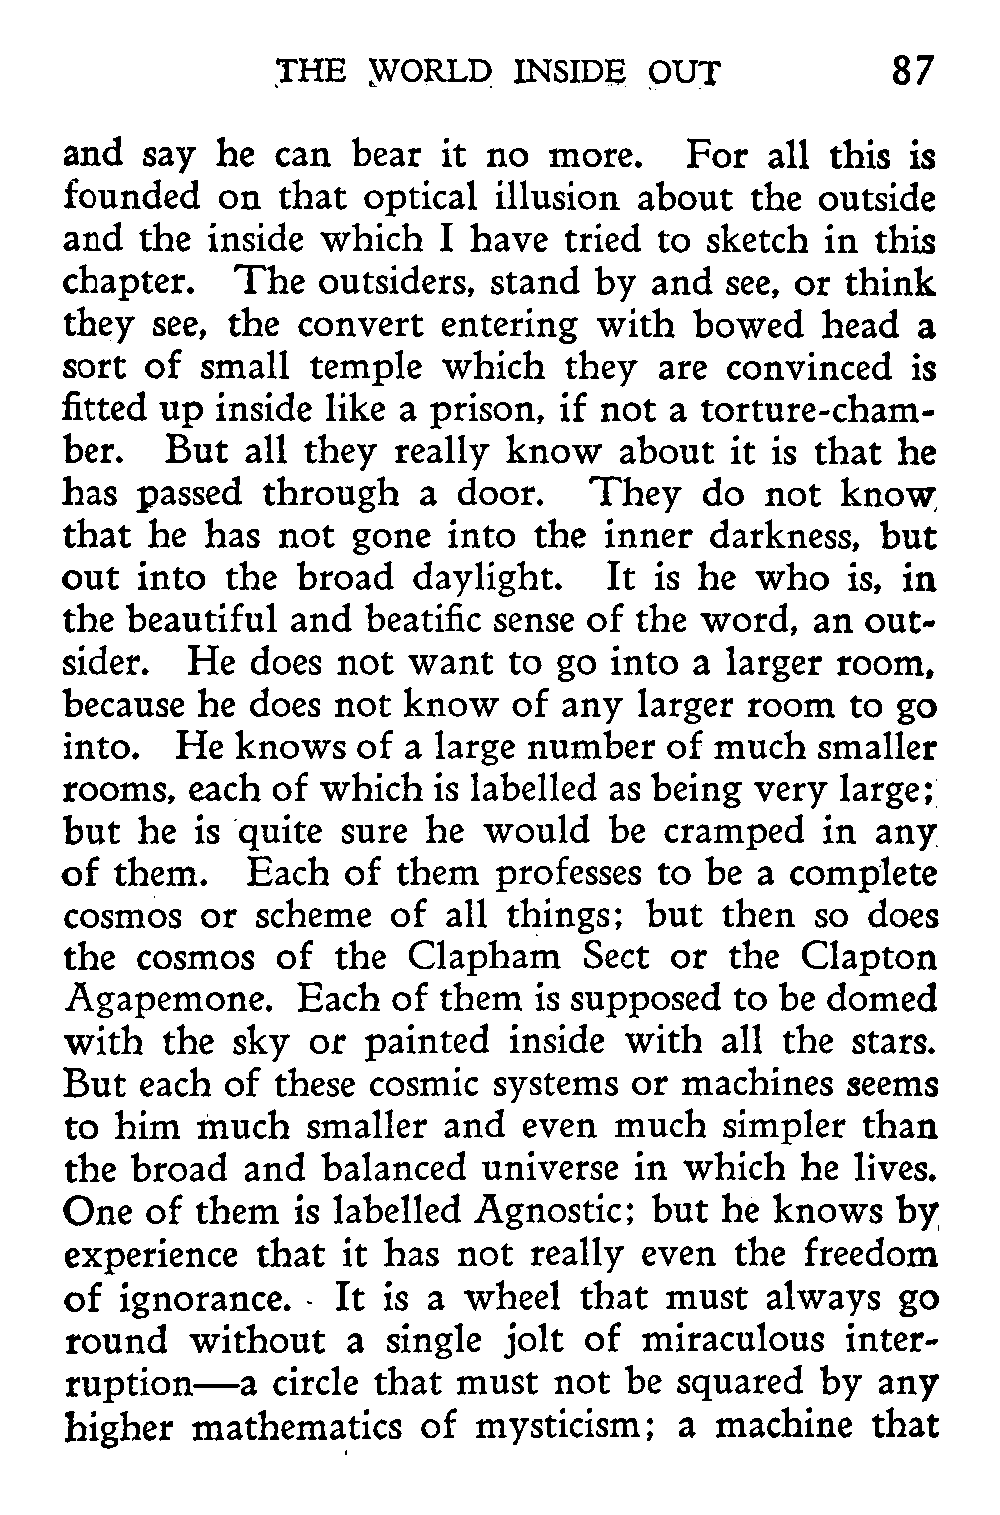 THE WORLD INSIDE OUT 87
and say he can bear it no more. For all this is
founded on that optical illusion about the outside
and the inside which I have tried to sketch in this
chapter. The outsiders, stand by and see, or think
they see, the convert entering with bowed head a
sort of small temple which they are convinced is
fitted up inside like a prison, if not a torture-cham-
ber. But all they really know about it is that he
has passed through a door. They do not know
that he has not gone into the inner darkness, but
out into the broad daylight. It is he who is, in
the beautiful and beatific sense of the word, an out-
sider. He does not want to go into a larger room,
because he does not know of any larger room to go
into. He knows of a large number of much smaller
rooms, each of which is labelled as being very large;
but he is quite sure he would be cramped in any
of them. Each of them professes to be a complete
cosmos or scheme of all things; but then so does
the cosmos of the Clapham Sect or the Clapton
Agapemone. Each of them is supposed to be domed
with the sky or painted inside with all the stars.
But each of these cosmic systems or machines seems
to him much smaller and even much simpler than
the broad and balanced universe in which he lives.
One of them is labelled Agnostic; but he knows by
experience that it has not really even the freedom
of ignorance. It is a wheel that must always go
round without a single jolt of miraculous inter-
ruption—a circle that must not be squared by any
higher mathematics of mysticism; a machine that